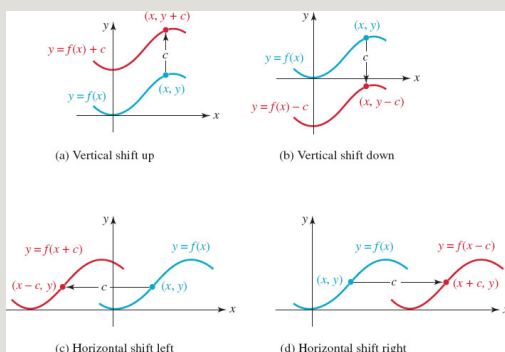 y
(x, y + c)
y = f(x) + c
c
y = f(x)
(x, y)
x
(a) Vertical shift up
y
(x, y)
y = f(x)
c
x
y = f(x) – c
(x, y – c)
(b) Vertical shift down
y
y = f(x + c)
y = f(x)
(x – c, y)
c
(x, y)
x
(c) Horizontal shift left
y
y = f(x)
y = f(x – c)
(x, y)
c
(x + c, y)
x
(d) Horizontal shift right